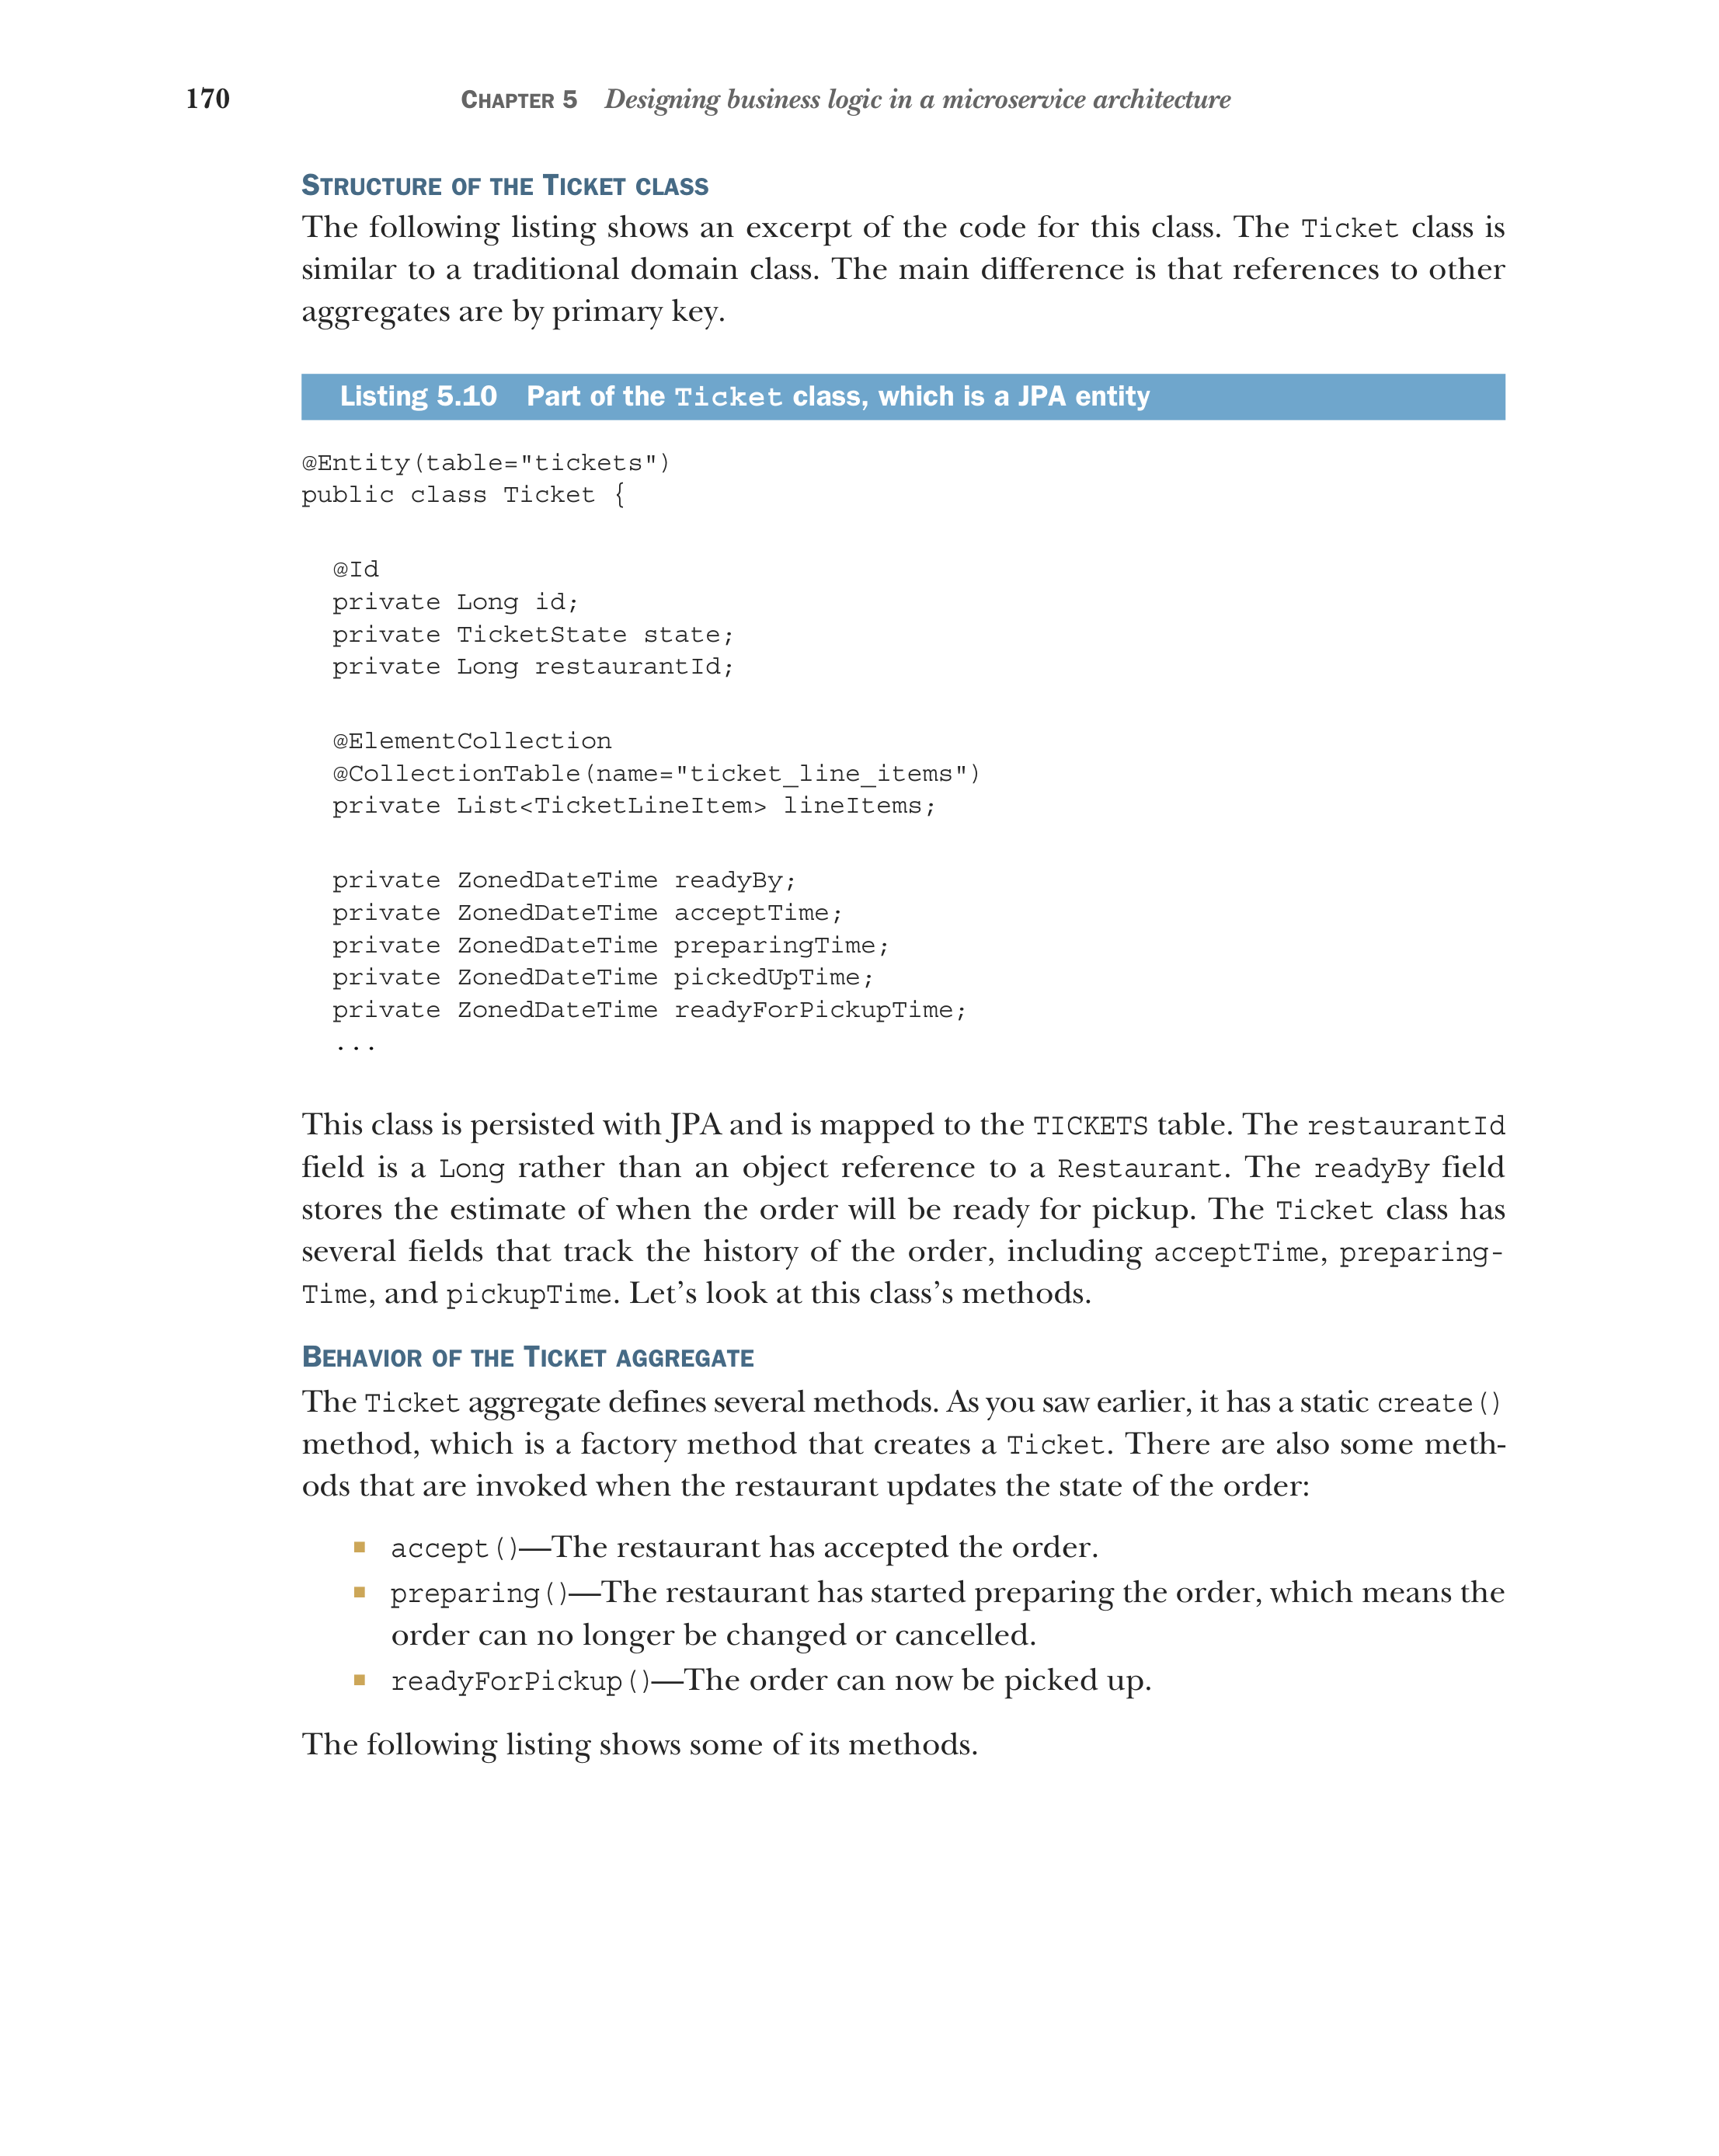 170
CHAPTER 5 Designing business logic in a microservice architecture
STRUCTURE OF THE TICKET CLASS
The following listing shows an excerpt of the code for this class. The Ticket class is
similar to a traditional domain class. The main difference is that references to other
aggregates are by primary key.
Listing 5.10 Part of the Ticket class, which is a JPA entity
@Entity(table="tickets")
public class Ticket {
@Id
private Long id;
private TicketState state;
private Long restaurantId;
@ElementCollection
@CollectionTable(name="ticket_line_items")
private List<TicketLineItem> lineItems;
private ZonedDateTime readyBy;
private ZonedDateTime acceptTime;
private ZonedDateTime preparingTime;
private ZonedDateTime pickedUpTime;
private ZonedDateTime readyForPickupTime;
...
This class is persisted with JPA and is mapped to the TICKETS table. The restaurantId
field is a Long rather than an object reference to a Restaurant. The readyBy field
stores the estimate of when the order will be ready for pickup. The Ticket class has
several fields that track the history of the order, including acceptTime, preparing-
Time, and pickupTime. Let’s look at this class’s methods.
BEHAVIOR OF THE TICKET AGGREGATE
The Ticket aggregate defines several methods. As you saw earlier, it has a static create()
method, which is a factory method that creates a Ticket. There are also some meth-
ods that are invoked when the restaurant updates the state of the order:
■ accept()—The restaurant has accepted the order.
■ preparing()—The restaurant has started preparing the order, which means the
order can no longer be changed or cancelled.
■ readyForPickup()—The order can now be picked up.
The following listing shows some of its methods.